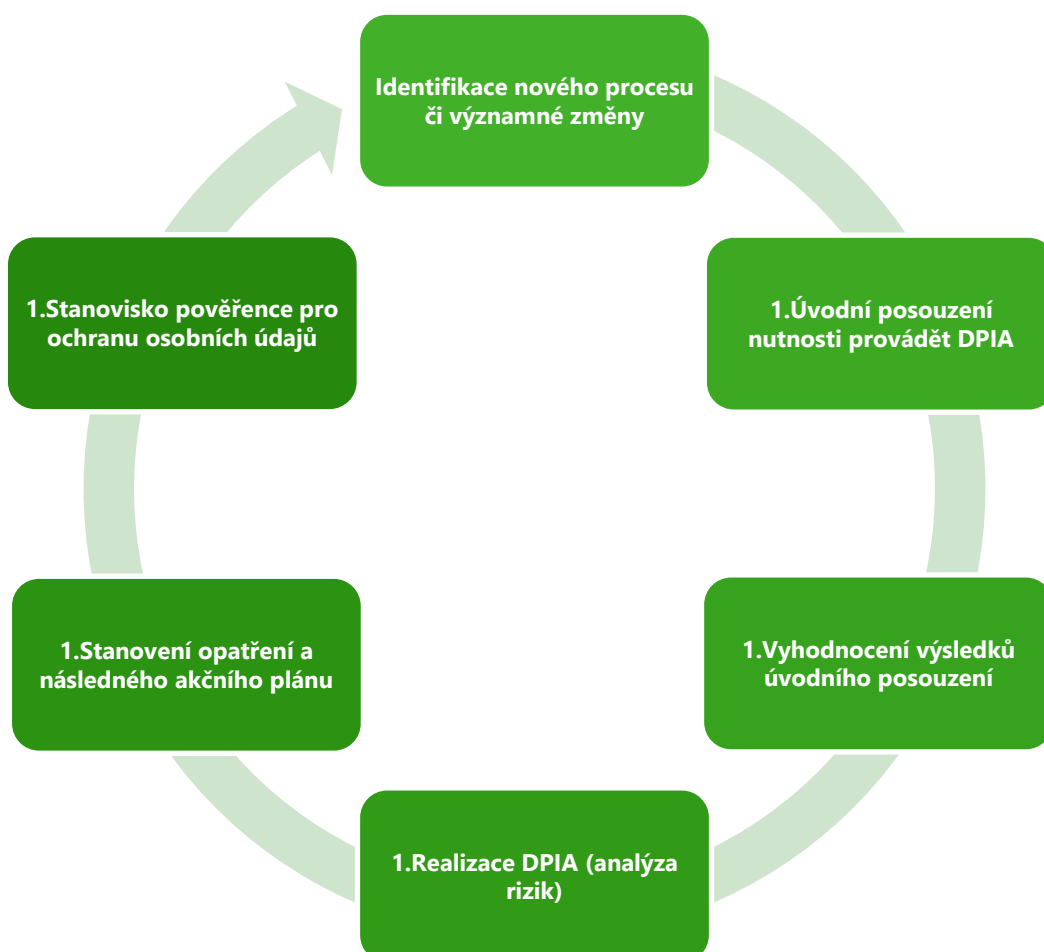 Identifikace nového procesu
či významné změny
1.Úvodní posouzení
nutnosti provádět DPIA
1.Vyhodnocení výsledků
úvodního posouzení
1.Realizace DPIA (analýza
rizik)
1.Stanovení opatření a
následného akčního plánu
1.Stanovisko pověřence pro
ochranu osobních údajů